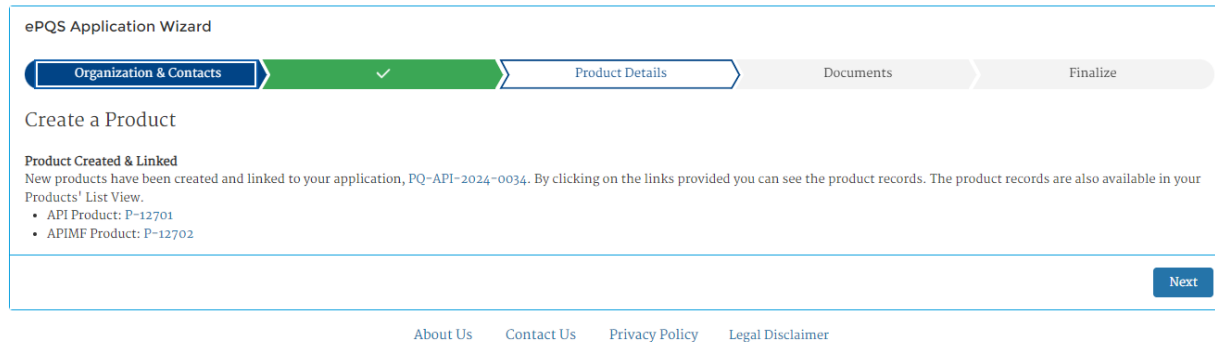 ePQS Application Wizard
Organization & Contacts
Product Details
Documents
Finalize
Create a Product
Product Created & Linked
New products have been created and linked to your application, PQ-API-2024-0034. By clicking on the links provided you can see the product records. The product records are also available in your
Products' List View.
• API Product: P-12701
• APIMF Product: P-12702
Next
About Us Contact Us Privacy Policy Legal Disclaimer